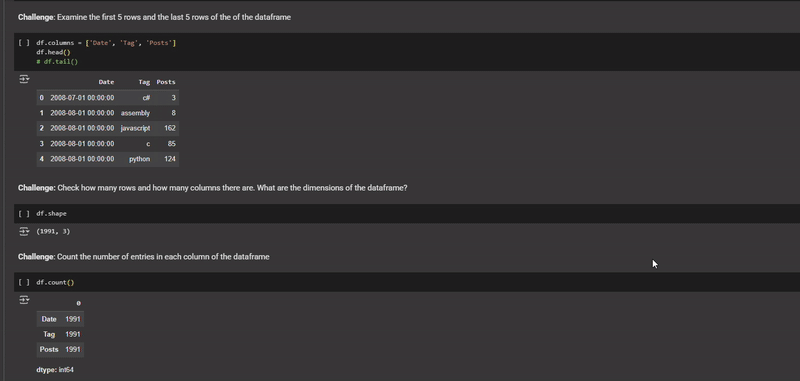 Challenge: Examine the first 5 rows and the last 5 rows of the of the dataframe
[ ] df.columns = ['Date', 'Tag', 'Posts']
df.head()
# df.tail()
Date Tag Posts
0 2008-07-01 00:00:00 c# 3
1 2008-08-01 00:00:00 assembly 8
2 2008-08-01 00:00:00 javascript 162
3 2008-08-01 00:00:00 c 85
4 2008-08-01 00:00:00 python 124
Challenge: Check how many rows and how many columns there are. What are the dimensions of the dataframe?
[ ] df.shape
(1991, 3)
Challenge: Count the number of entries in each column of the dataframe
[ ] df.count()
0
Date 1991
Tag 1991
Posts 1991
dtype: int64